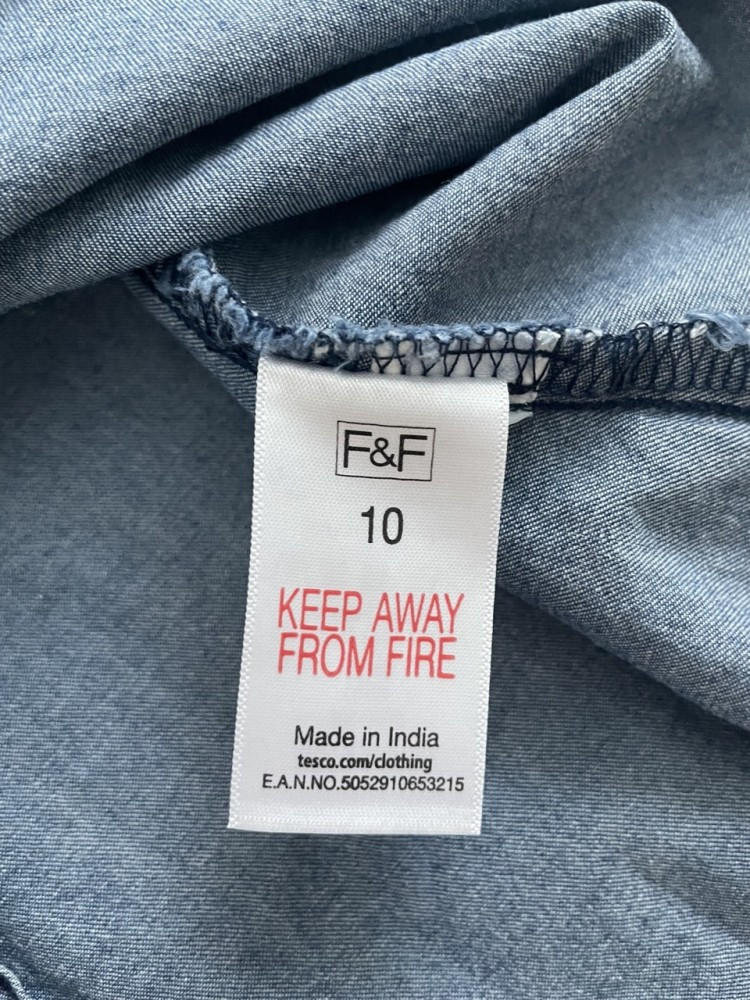 F&F
10
KEEP AWAY
FROM FIRE
Made in India
tesco.com/clothing
E.A.N.NO.5052910653215